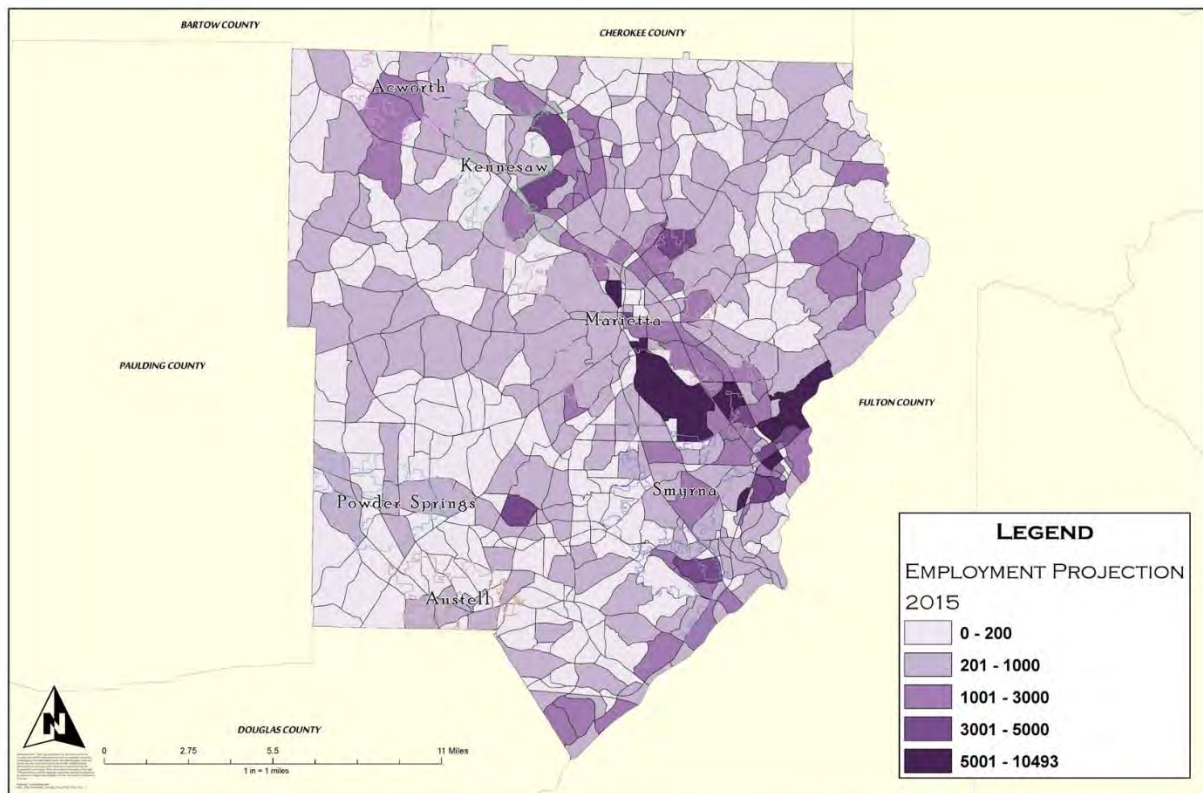 BARTOW COUNTY
CHEROKEE COUNTY
Acworth
Kennesaw
Marietta
PAULDING COUNTY
FULTON COUNTY
Powder Springs
Smyrna
Austell
DOUGLAS COUNTY
N
0 2.75 5.5 11 Miles
1 in = 1 miles
LEGEND
EMPLOYMENT PROJECTION
2015
0 - 200
201 - 1000
1001 - 3000
3001 - 5000
5001 - 10493